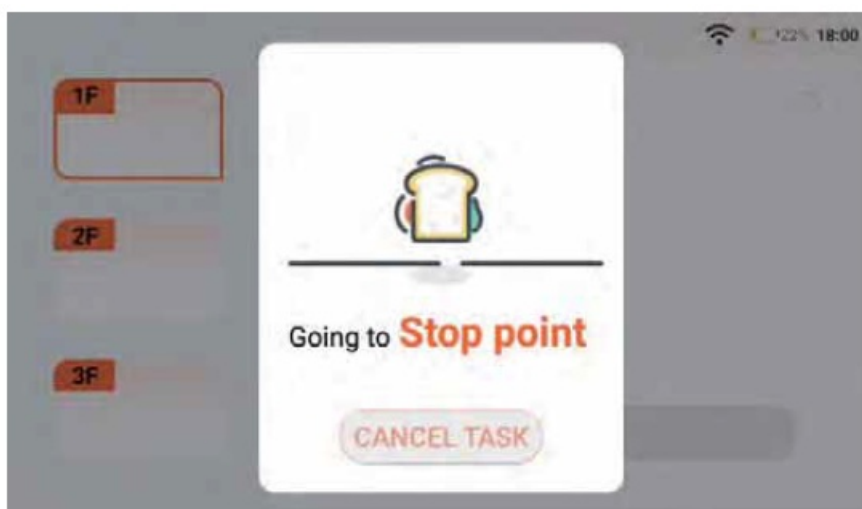 22% 18:00
1F
2F
3F
Going to Stop point
CANCEL TASK